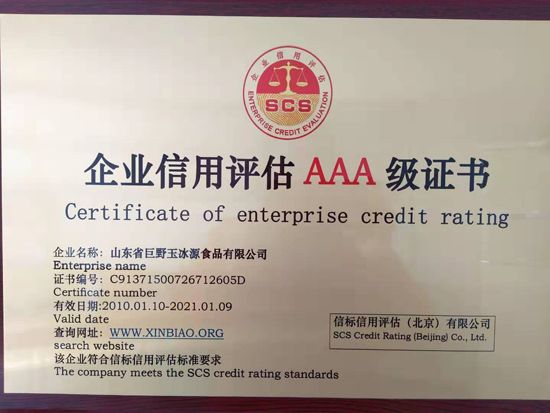 企业信用评估
SCS
ENTERPRISE CREDIT EVALUATION
企业信用评估 AAA 级证书
Certificate of enterprise credit rating
企业名称：山东省巨野玉冰源食品有限公司
Enterprise name
证书编号：C91371500726712605D
Certificate number
有效日期:2010.01.10-2021.01.09
Valid date
查询网址：WWW.XINBIAO.ORG
search website
该企业符合信标信用评估标准要求
The company meets the SCS credit rating standards
信标信用评估（北京）有限公司
SCS Credit Rating (Beijing) Co., Ltd.